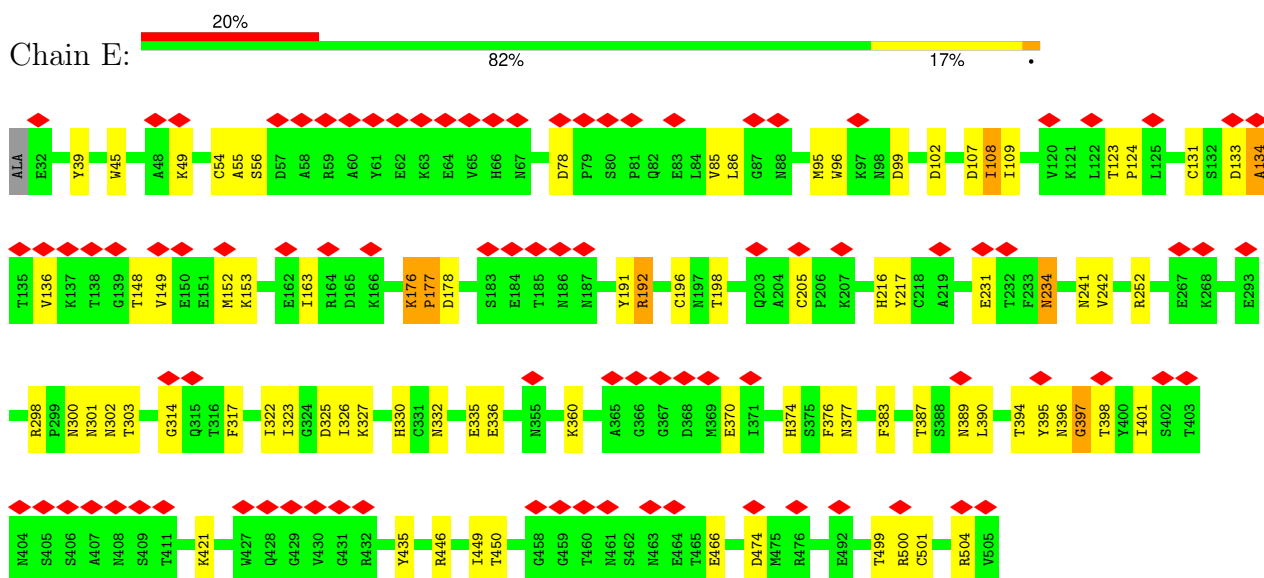 20%
Chain E:
82% 17% •
ALA E32 Y39 W45 A48 K49 C54 A55 S56 D57 A58 R59 A60 Y61 E62 K63 E64 V65 H66 N67 D78 P79 S80 P81 Q82 E83 L84 V85 L86 G87 N88 M95 W96 K97 N98 D99 D102 D107 I108 I109 V120 K121 L122 T123 P124 L125 C131 S132 D133 A134
T135 V136 K137 T138 G139 T148 V149 E150 E151 M152 K153 E162 I163 R164 D165 K166 K176 P177 D178 S183 E184 T185 N186 N187 Y191 R192 C196 N197 T198 Q203 A204 C205 P206 K207 H216 Y217 C218 A219 E231 T232 F233 N234 N241 V242 R252 E267 K268 E293
R298 P299 N300 N301 N302 T303 G314 Q315 T316 F317 I322 I323 G324 D325 I326 K327 H330 C331 N332 E335 E336 N355 K360 A365 G366 G367 D368 M369 E370 I371 H374 S375 F376 N377 F383 T387 S388 N389 L390 T394 Y395 N396 G397 T398 Y400 I401 S402 T403
N404 S405 S406 A407 N408 S409 T411 K421 W427 Q428 G429 V430 G431 R432 Y435 R446 I449 T450 G458 G459 T460 N461 S462 N463 E464 T465 E466 D474 M475 R476 E492 T499 R500 C501 R504 V505